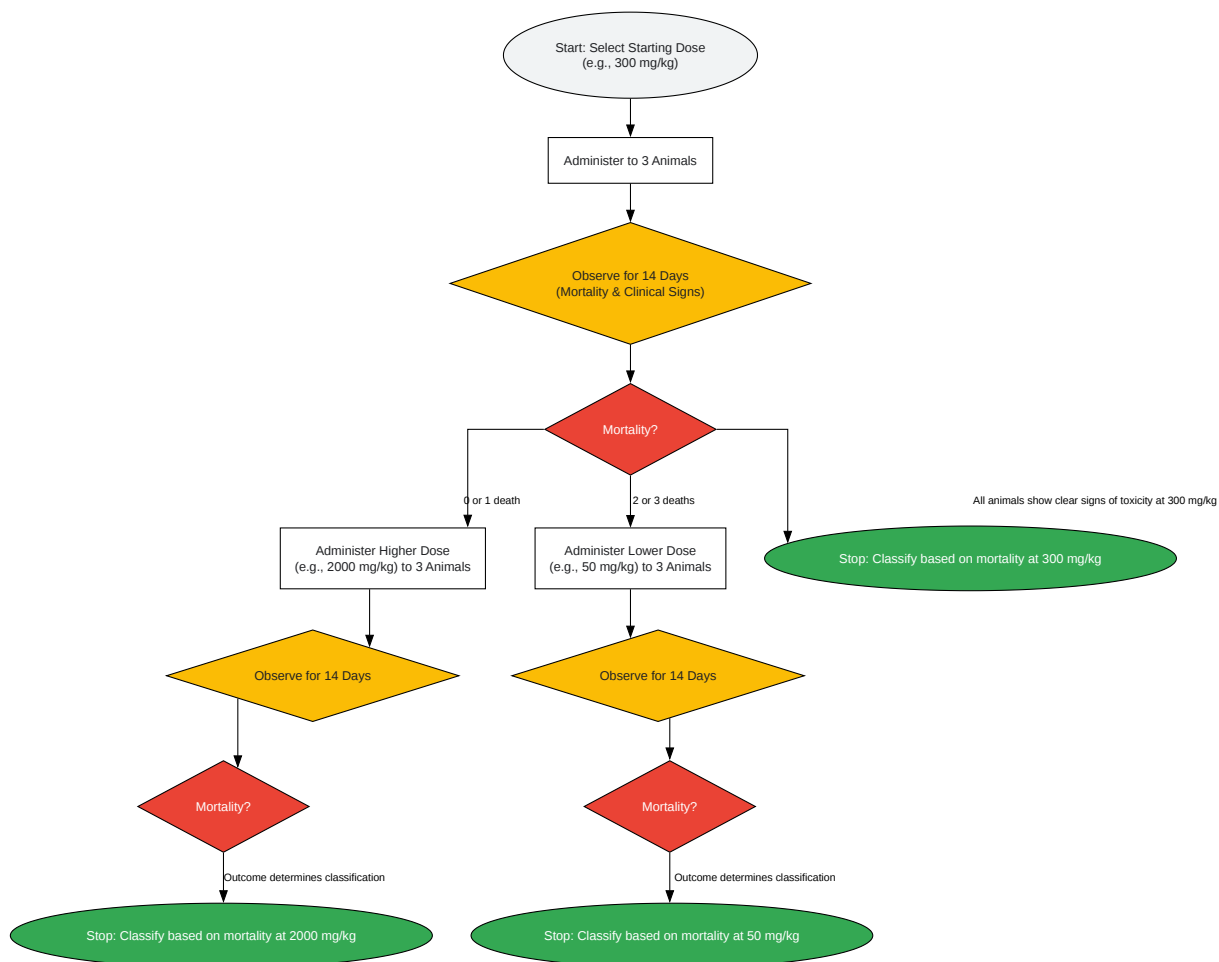 Start: Select Starting Dose
(e.g., 300 mg/kg)
Administer to 3 Animals
Observe for 14 Days
(Mortality & Clinical Signs)
Mortality?
0 or 1 death
2 or 3 deaths
All animals show clear signs of toxicity at 300 mg/kg
Administer Higher Dose
(e.g., 2000 mg/kg) to 3 Animals
Administer Lower Dose
(e.g., 50 mg/kg) to 3 Animals
Stop: Classify based on mortality at 300 mg/kg
Observe for 14 Days
Observe for 14 Days
Mortality?
Mortality?
Outcome determines classification
Outcome determines classification
Stop: Classify based on mortality at 2000 mg/kg
Stop: Classify based on mortality at 50 mg/kg